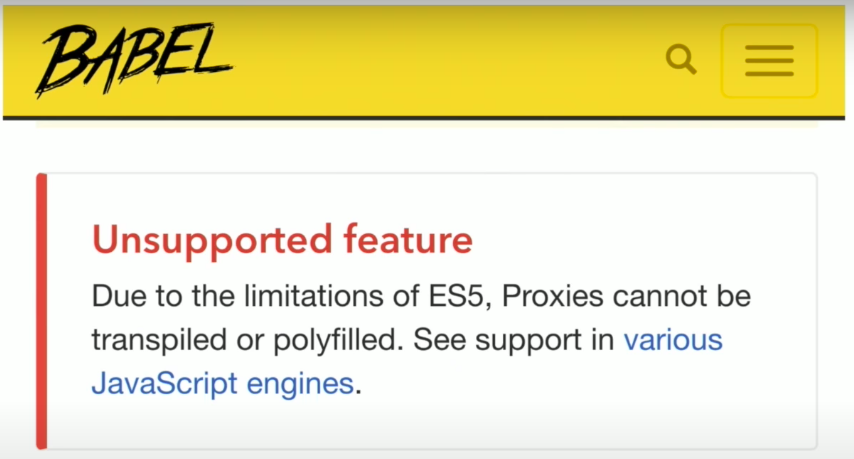 BABEL
Unsupported feature
Due to the limitations of ES5, Proxies cannot be
transpiled or polyfilled. See support in various
JavaScript engines.